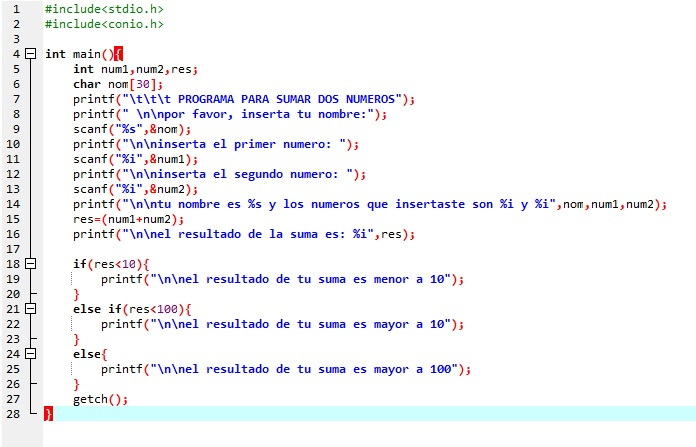 1 #include<stdio.h>
2 #include<conio.h>
3
4 int main(){
5 int num1,num2,res;
6 char nom[30];
7 printf("\t\t\t PROGRAMA PARA SUMAR DOS NUMEROS");
8 printf(" \n\npor favor, inserta tu nombre:");
9 scanf("%s",&nom);
10 printf("\n\ninserta el primer numero: ");
11 scanf("%i",&num1);
12 printf("\n\ninserta el segundo numero: ");
13 scanf("%i",&num2);
14 printf("\n\ntu nombre es %s y los numeros que insertaste son %i y %i",nom,num1,num2);
15 res=(num1+num2);
16 printf("\n\nel resultado de la suma es: %i",res);
17
18 if(res<10){
19 printf("\n\nel resultado de tu suma es menor a 10");
20 }
21 else if(res<100){
22 printf("\n\nel resultado de tu suma es mayor a 10");
23 }
24 else{
25 printf("\n\nel resultado de tu suma es mayor a 100");
26 }
27 getch();
28 }